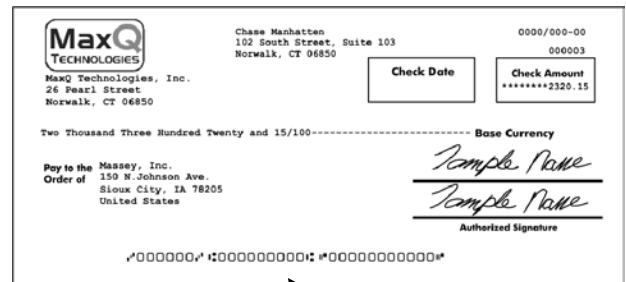 MaxQ
TECHNOLOGIES
MaxQ Technologies, Inc.
26 Pearl Street
Norwalk, CT 06850
Chase Manhatten
102 South Street, Suite 103
Norwalk, CT 06850
0000/000-00
000003
Check Date
Check Amount
********2320.15
Two Thousand Three Hundred Twenty and 15/100-------------------------------- Base Currency
Pay to the
Order of
Massey, Inc.
150 N.Johnson Ave.
Sioux City, IA 78205
United States
Sample Name
Sample Name
Authorized Signature
⑈000000⑈ ⑆000000000⑆ ⑈00000000000⑈